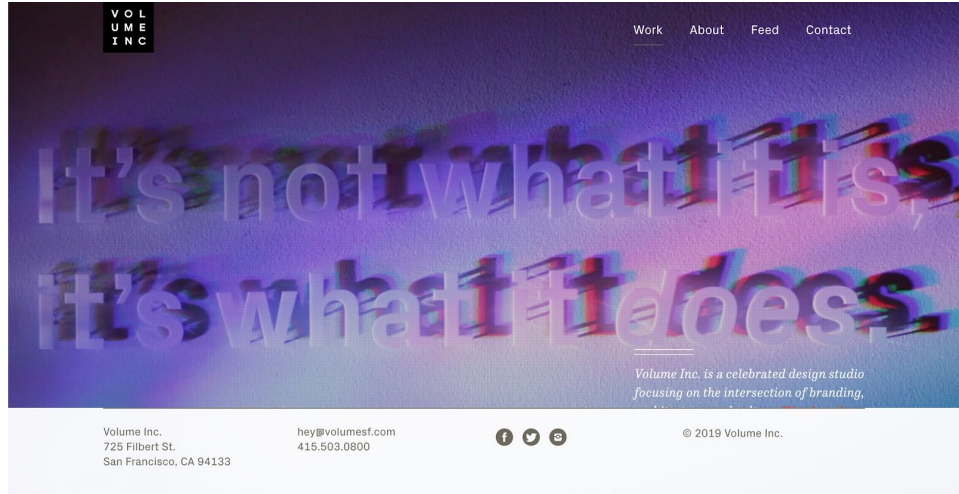 VOL
UME
INC
Work
About
Feed
Contact
It's not what it is,
it's what it does.
Volume Inc. is a celebrated design studio
focusing on the intersection of branding,
Volume Inc.
725 Filbert St.
San Francisco, CA 94133
hey@volumesf.com
415.503.0800
© 2019 Volume Inc.